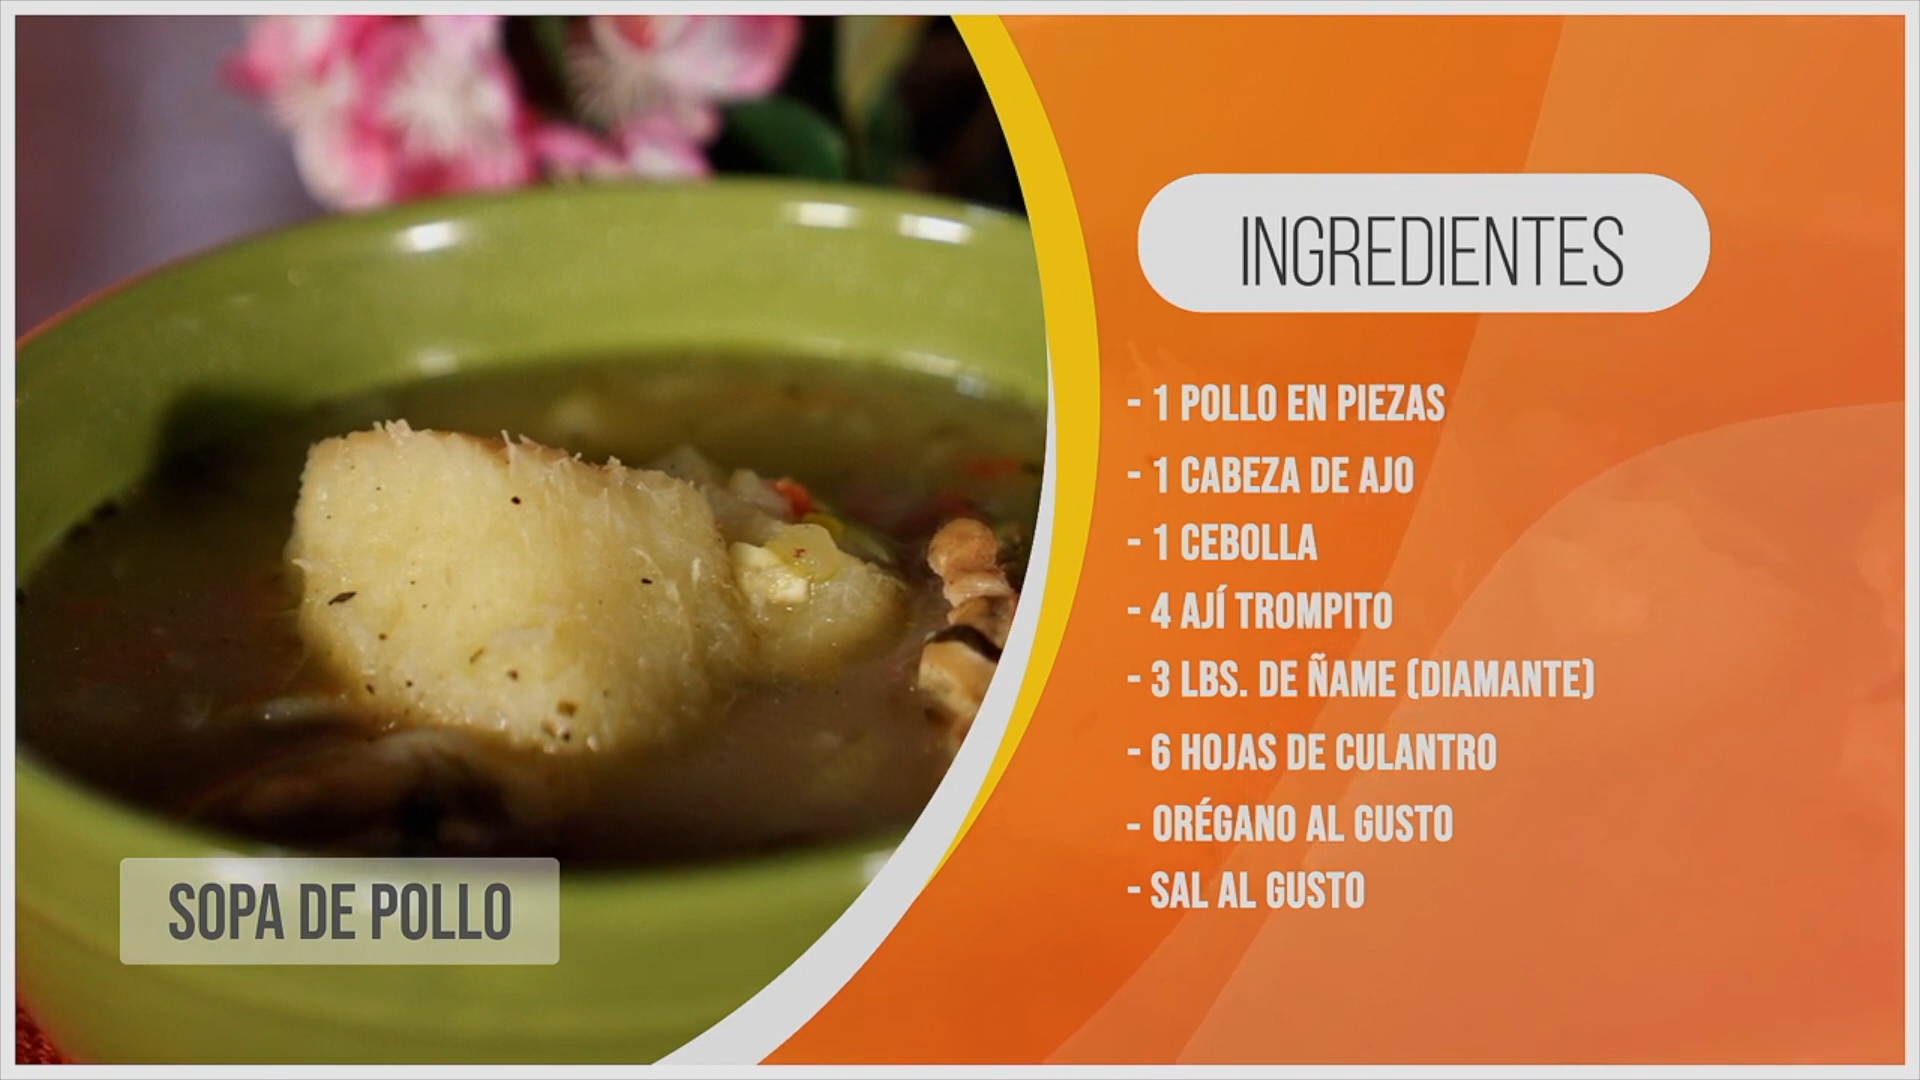 INGREDIENTES
- 1 POLLO EN PIEZAS
- 1 CABEZA DE AJO
- 1 CEBOLLA
- 4 AJÍ TROMPITO
- 3 LBS. DE ÑAME (DIAMANTE)
- 6 HOJAS DE CULANTRO
- ORÉGANO AL GUSTO
- SAL AL GUSTO
SOPA DE POLLO